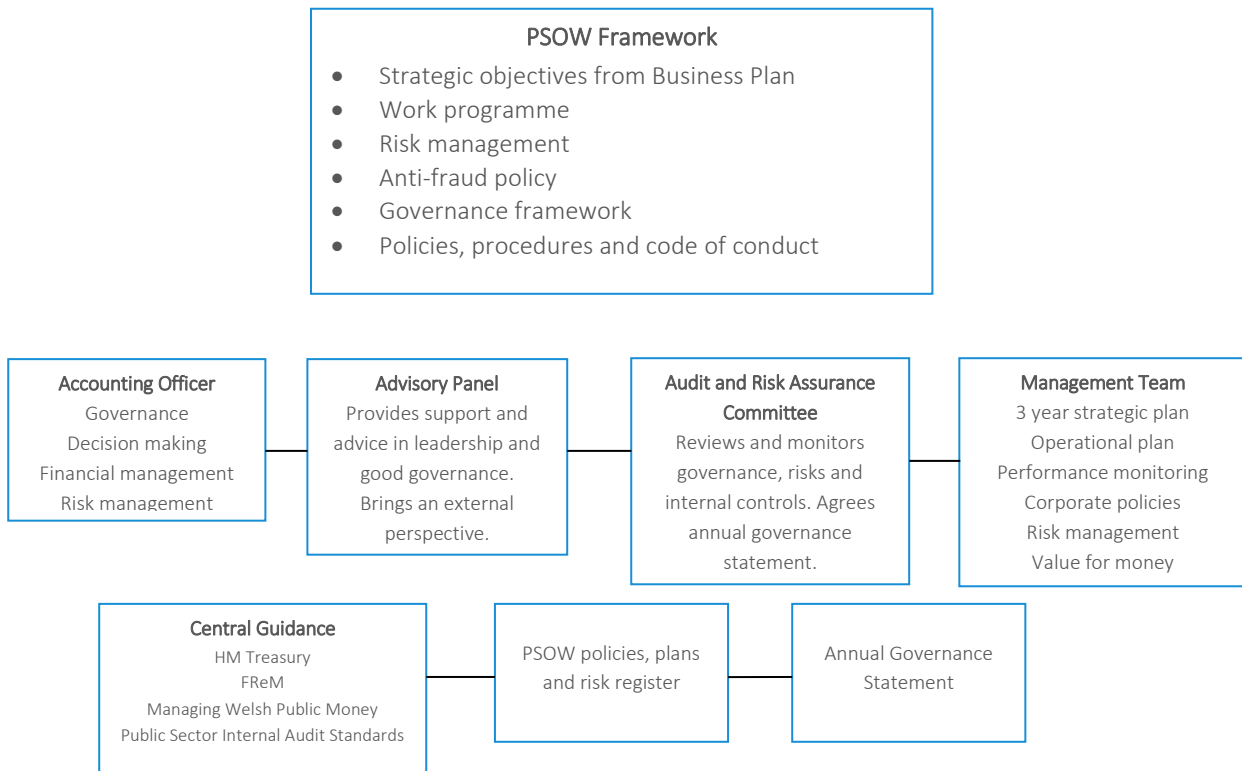 PSOW Framework
• Strategic objectives from Business Plan
• Work programme
• Risk management
• Anti-fraud policy
• Governance framework
• Policies, procedures and code of conduct
Accounting Officer
Governance
Decision making
Financial management
Risk management
Advisory Panel
Provides support and
advice in leadership and
good governance.
Brings an external
perspective.
Audit and Risk Assurance
Committee
Reviews and monitors
governance, risks and
internal controls. Agrees
annual governance
statement.
Management Team
3 year strategic plan
Operational plan
Performance monitoring
Corporate policies
Risk management
Value for money
Central Guidance
HM Treasury
FReM
Managing Welsh Public Money
Public Sector Internal Audit Standards
PSOW policies, plans
and risk register
Annual Governance
Statement